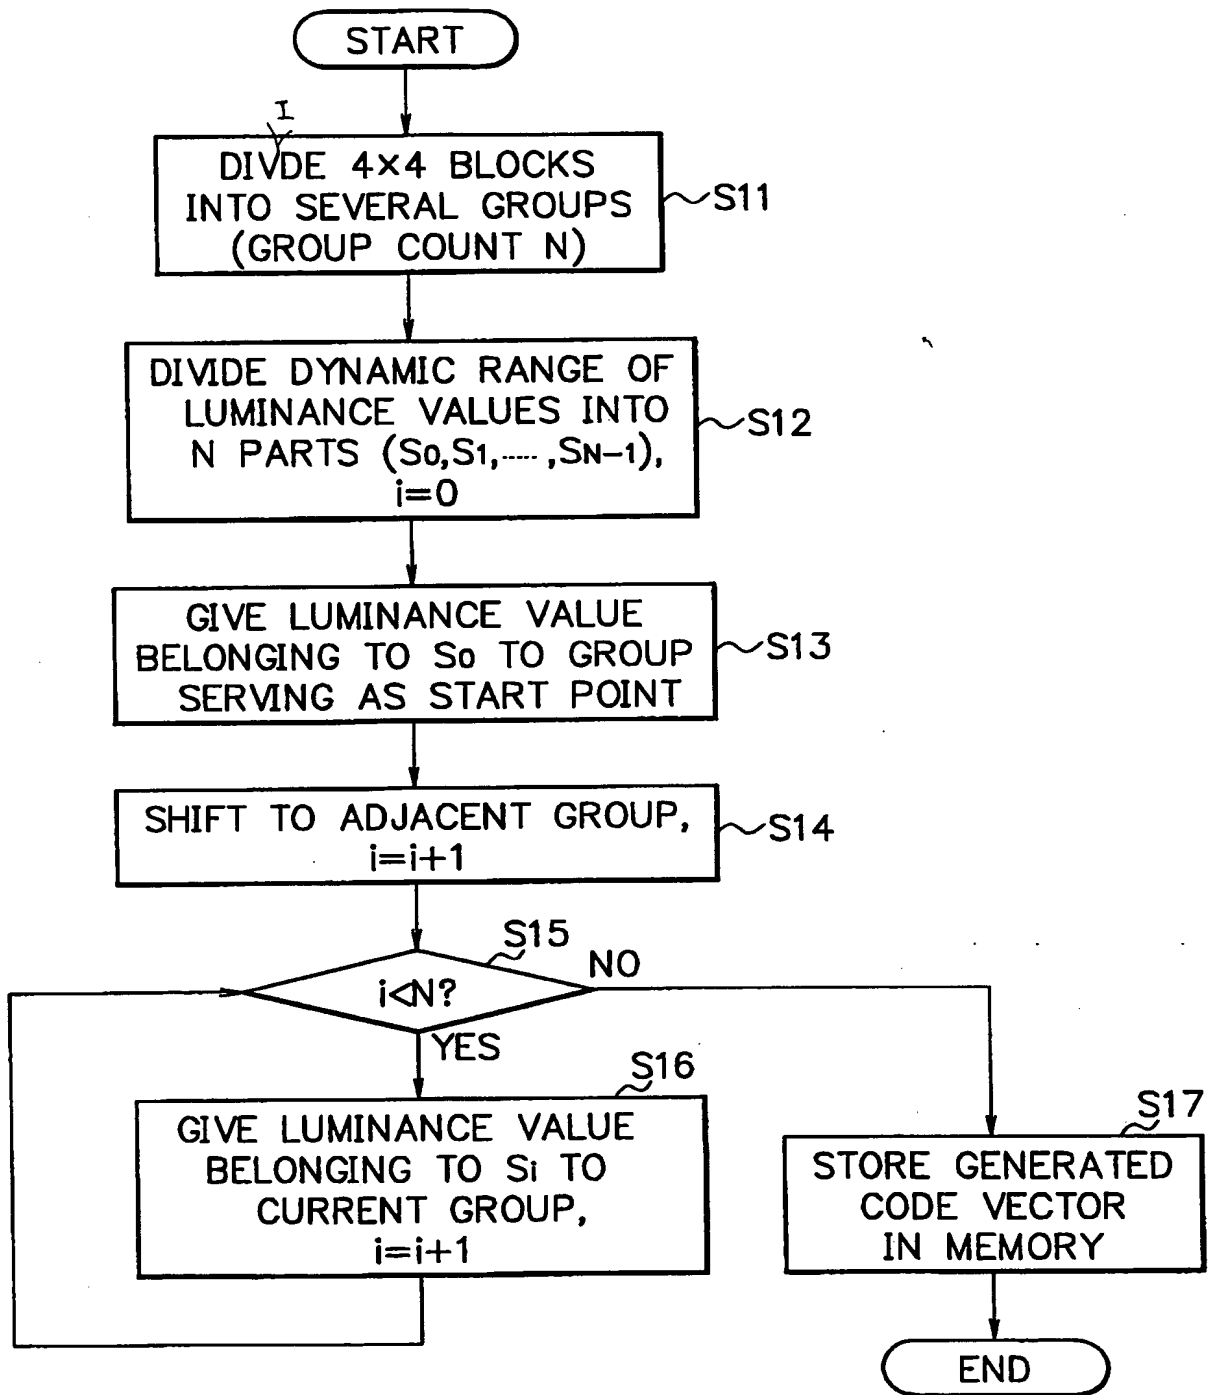 START
I
DIVDE 4×4 BLOCKS
INTO SEVERAL GROUPS
(GROUP COUNT N)
S11
DIVIDE DYNAMIC RANGE OF
LUMINANCE VALUES INTO
N PARTS (S0,S1,·····,SN-1),
i=0
S12
GIVE LUMINANCE VALUE
BELONGING TO S0 TO GROUP
SERVING AS START POINT
S13
SHIFT TO ADJACENT GROUP,
i=i+1
S14
S15
i<N?
NO
YES
S16
GIVE LUMINANCE VALUE
BELONGING TO Si TO
CURRENT GROUP,
i=i+1
S17
STORE GENERATED
CODE VECTOR
IN MEMORY
END